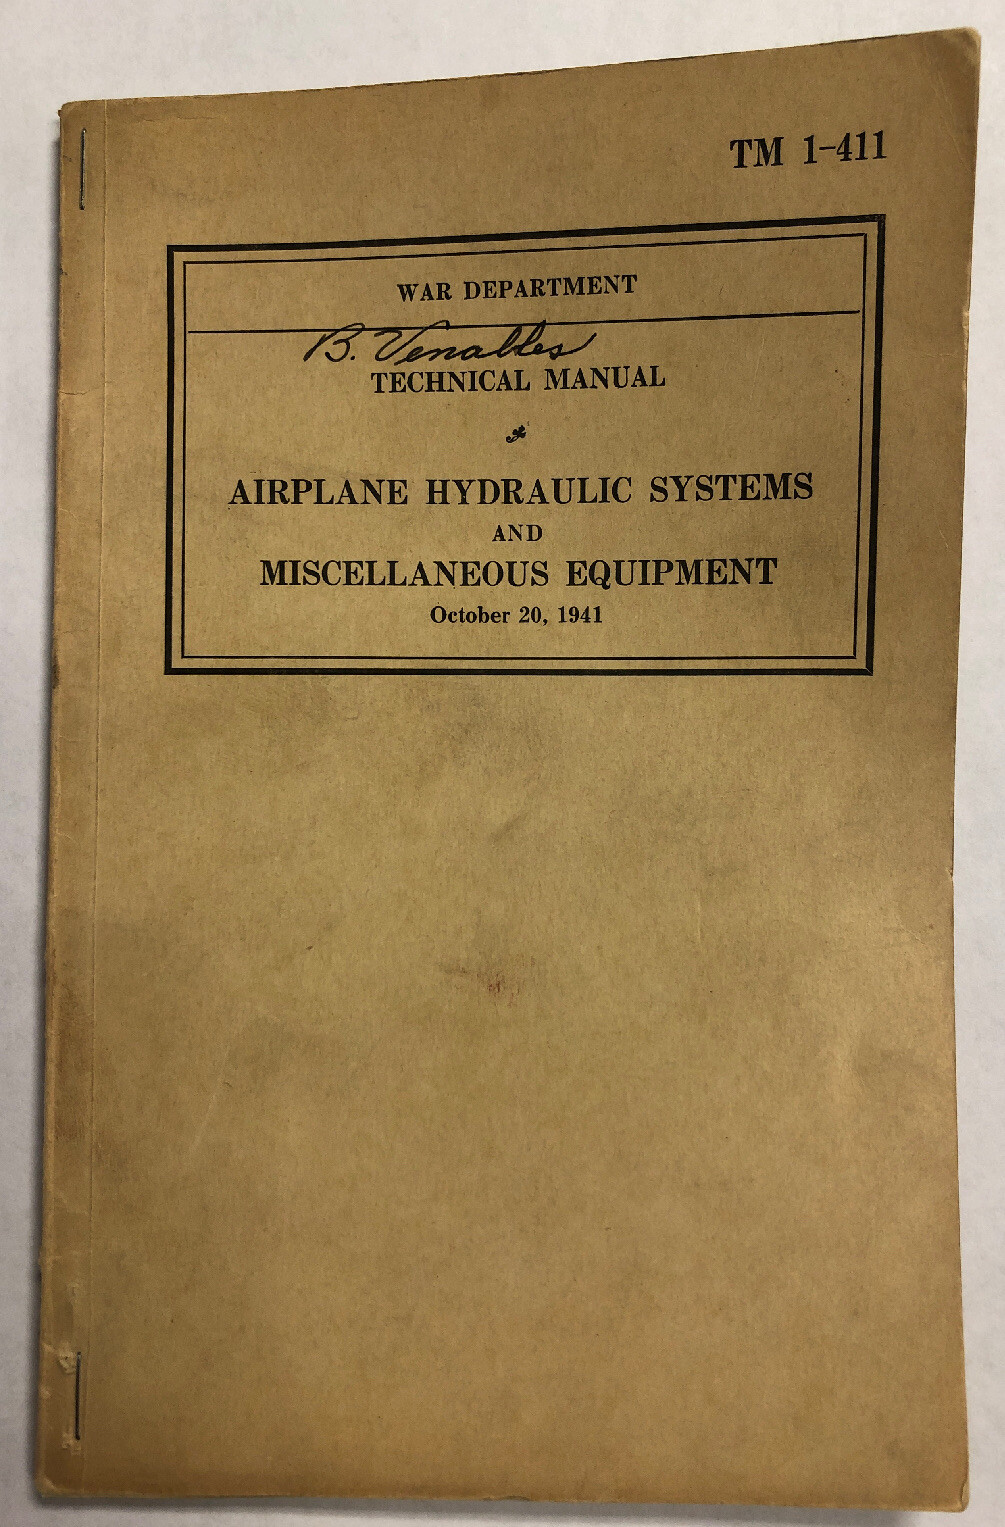 TM 1-411
WAR DEPARTMENT
B. Venables
TECHNICAL MANUAL
AIRPLANE HYDRAULIC SYSTEMS
AND
MISCELLANEOUS EQUIPMENT
October 20, 1941